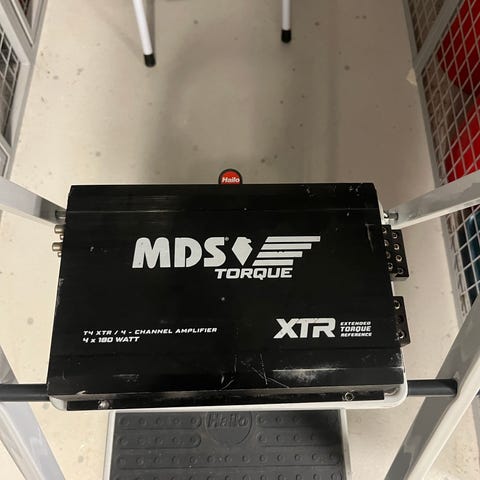 Hailo
MDS
TORQUE
T4 XTR / 4 - CHANNEL AMPLIFIER
4 x 180 WATT
XTR
EXTENDED
TORQUE
REFERENCE
Hailo